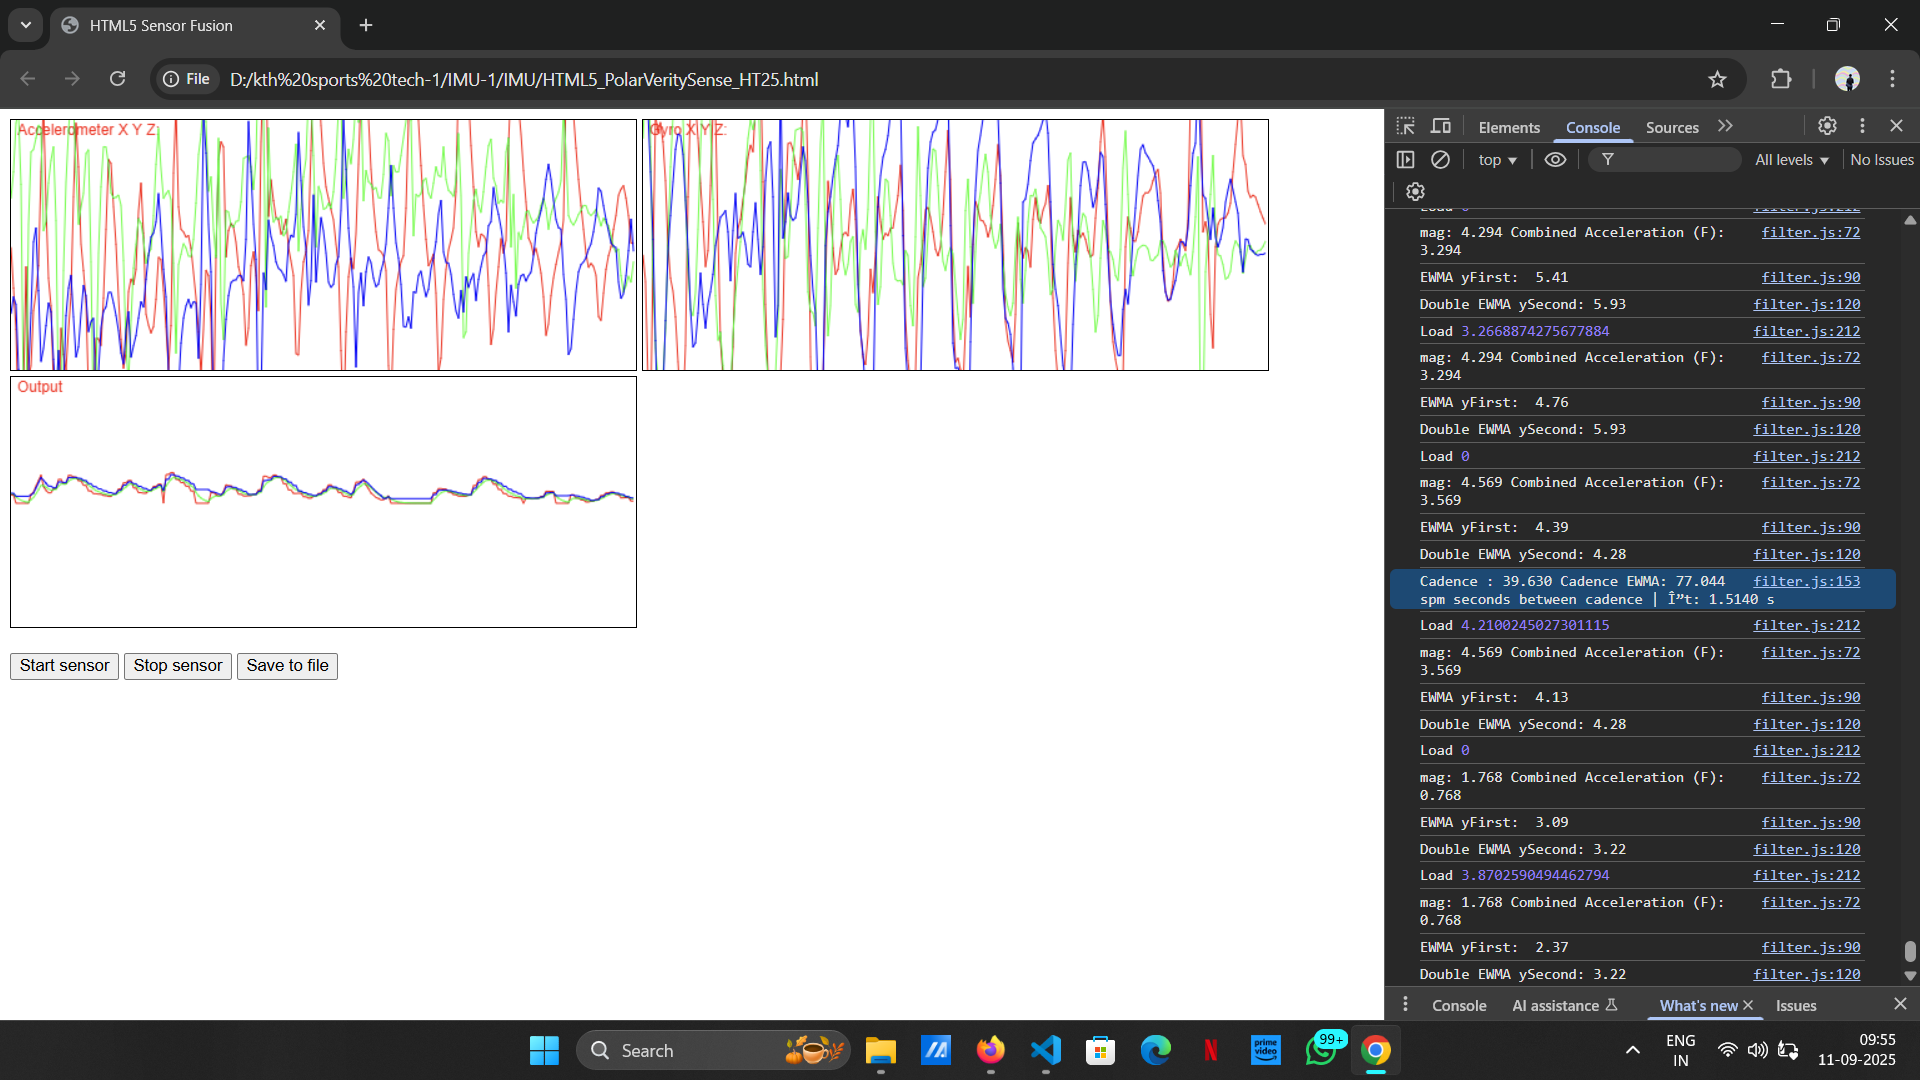 HTML5 Sensor Fusion
File
D:/kth%20sports%20tech-1/IMU-1/IMU/HTML5_PolarVeritySense_HT25.html
Accelerometer X Y Z:
Gyro X Y Z:
Output
Start sensor
Stop sensor
Save to file
Elements
Console
Sources
top
All levels
No Issues
Load 0 filter.js:212
mag: 4.294 Combined Acceleration (F): filter.js:72
3.294
EWMA yFirst:  5.41 filter.js:90
Double EWMA ySecond: 5.93 filter.js:120
Load 3.2668874275677884 filter.js:212
mag: 4.294 Combined Acceleration (F): filter.js:72
3.294
EWMA yFirst:  4.76 filter.js:90
Double EWMA ySecond: 5.93 filter.js:120
Load 0 filter.js:212
mag: 4.569 Combined Acceleration (F): filter.js:72
3.569
EWMA yFirst:  4.39 filter.js:90
Double EWMA ySecond: 4.28 filter.js:120
Cadence : 39.630 Cadence EWMA: 77.044 filter.js:153
spm seconds between cadence | Î”t: 1.5140 s
Load 4.2100245027301115 filter.js:212
mag: 4.569 Combined Acceleration (F): filter.js:72
3.569
EWMA yFirst:  4.13 filter.js:90
Double EWMA ySecond: 4.28 filter.js:120
Load 0 filter.js:212
mag: 1.768 Combined Acceleration (F): filter.js:72
0.768
EWMA yFirst:  3.09 filter.js:90
Double EWMA ySecond: 3.22 filter.js:120
Load 3.8702590494462794 filter.js:212
mag: 1.768 Combined Acceleration (F): filter.js:72
0.768
EWMA yFirst:  2.37 filter.js:90
Double EWMA ySecond: 3.22 filter.js:120
Console
AI assistance
What's new
Issues
Search
prime video
99+
ENG
IN
09:55
11-09-2025